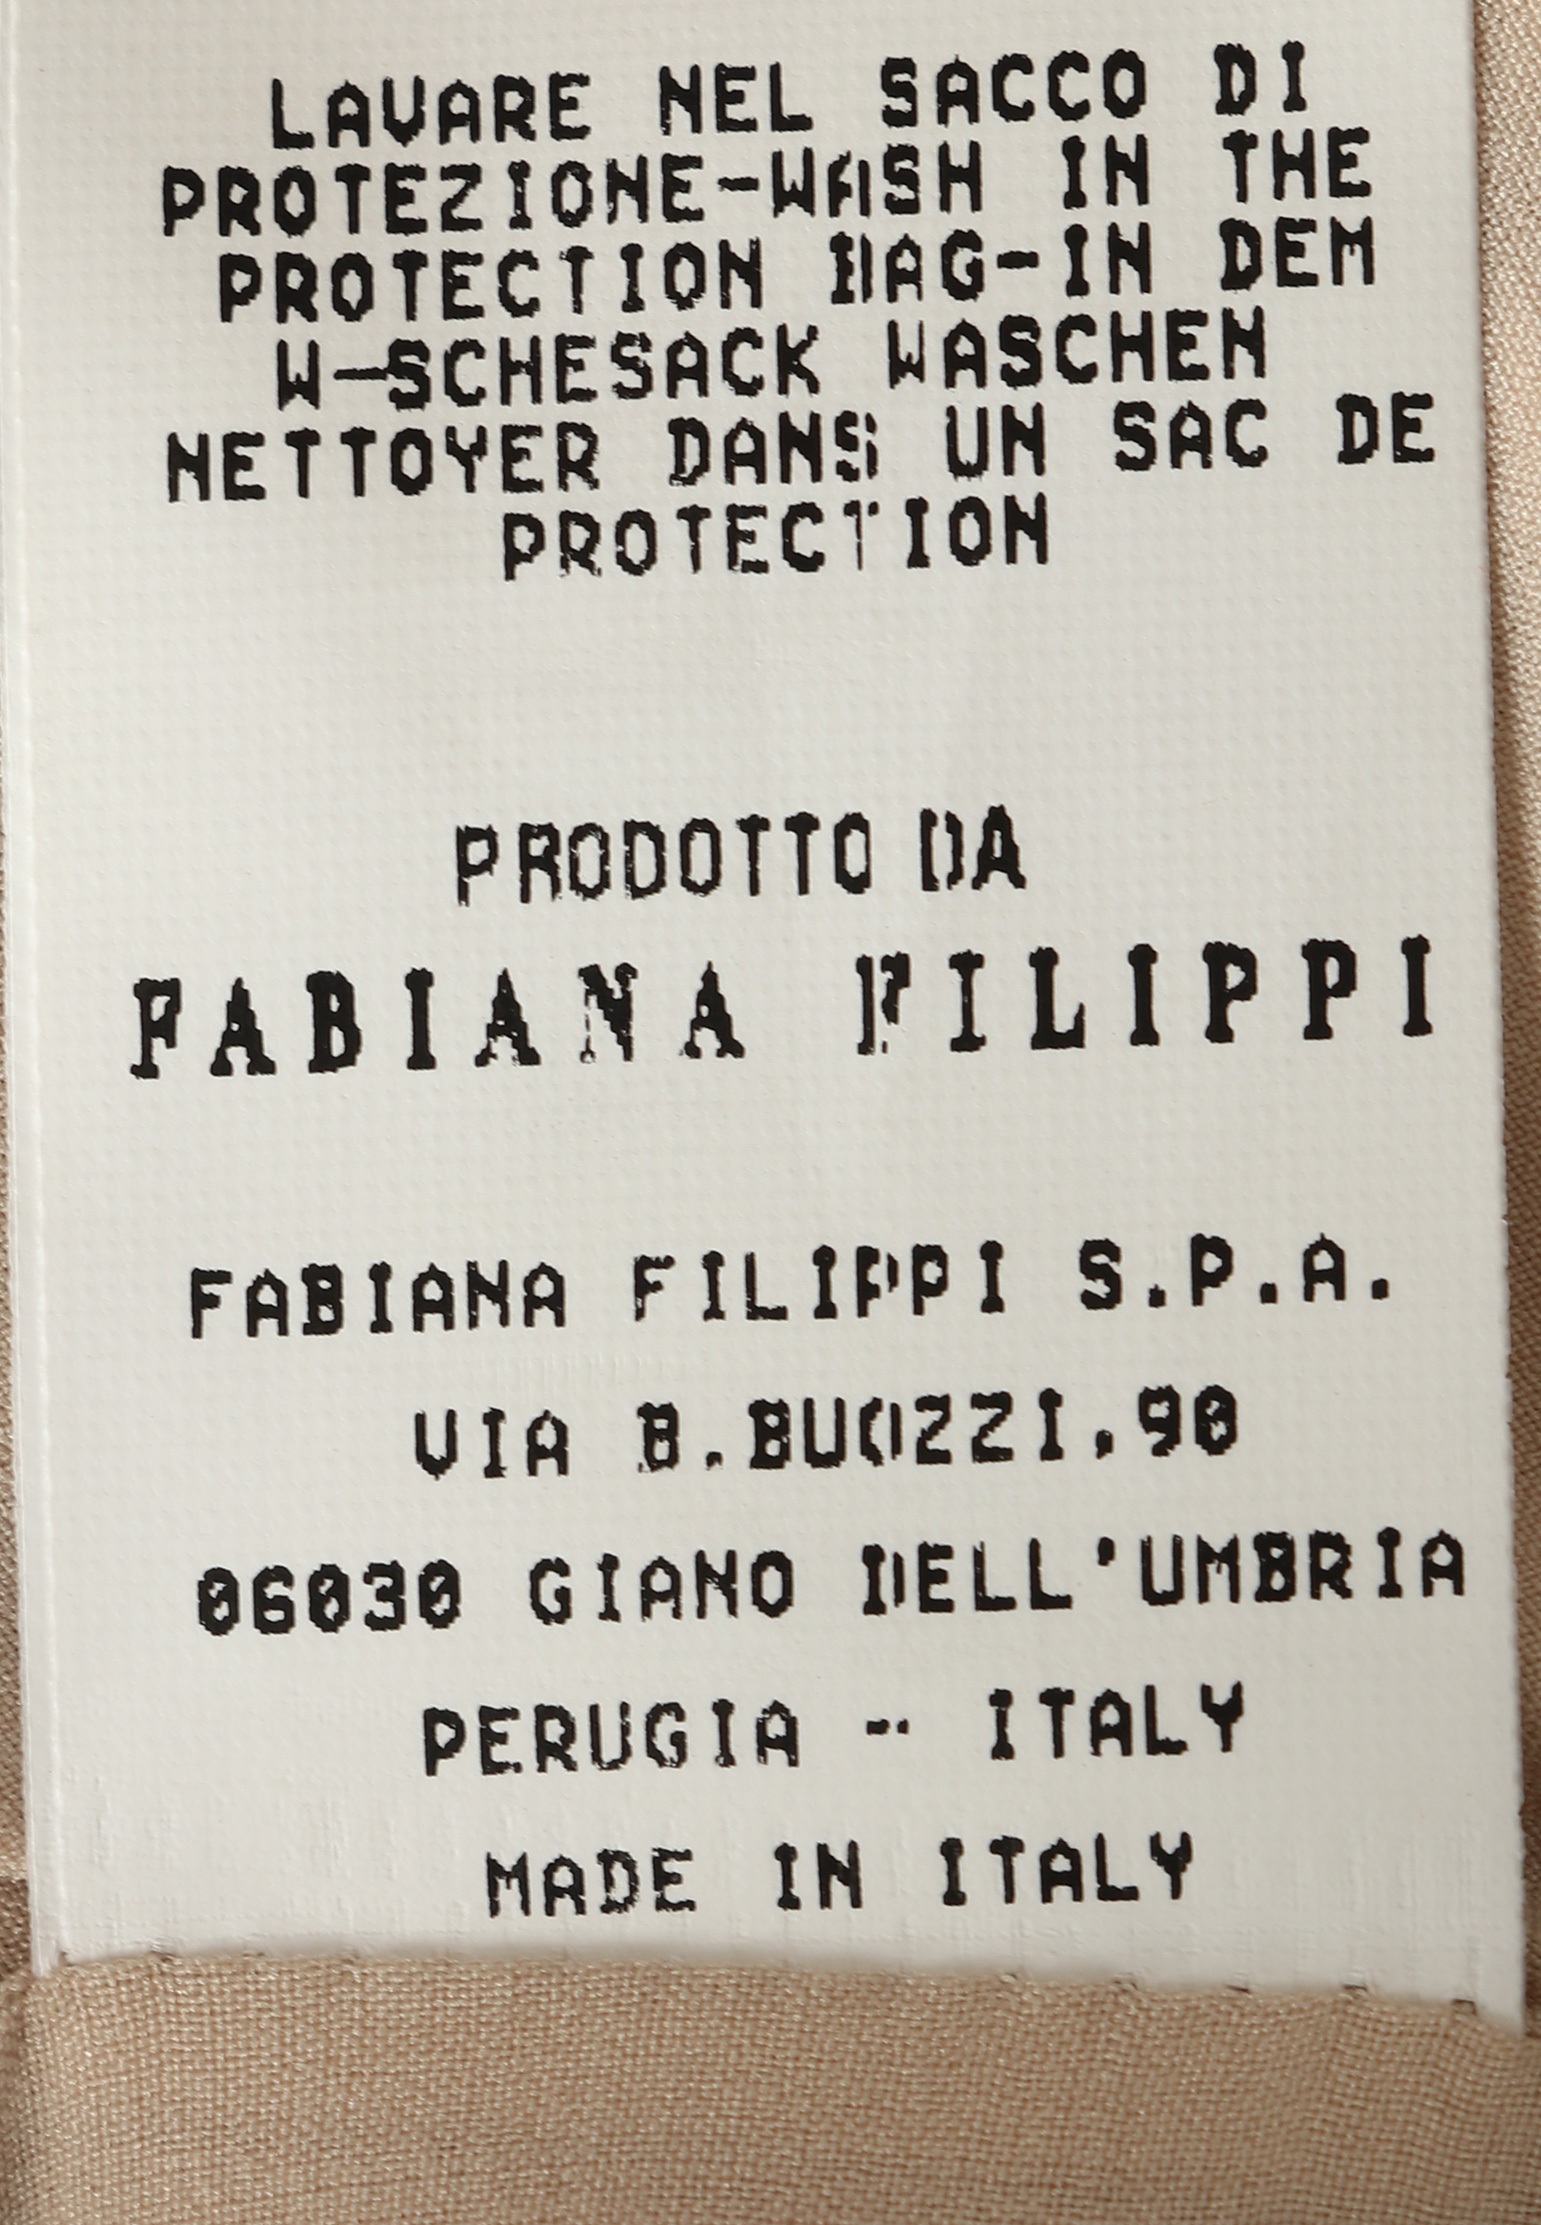 LAVARE NEL SACCO DI
PROTEZIONE-WASH IN THE
PROTECTION BAG-IN DEM
W-SCHESACK WASCHEN
NETTOYER DANS UN SAC DE
PROTECTION
PRODOTTO DA
FABIANA FILIPPI
FABIANA FILIPPI S.P.A.
VIA B.BUOZZI,90
06030 GIANO DELL'UMBRIA
PERUGIA - ITALY
MADE IN ITALY